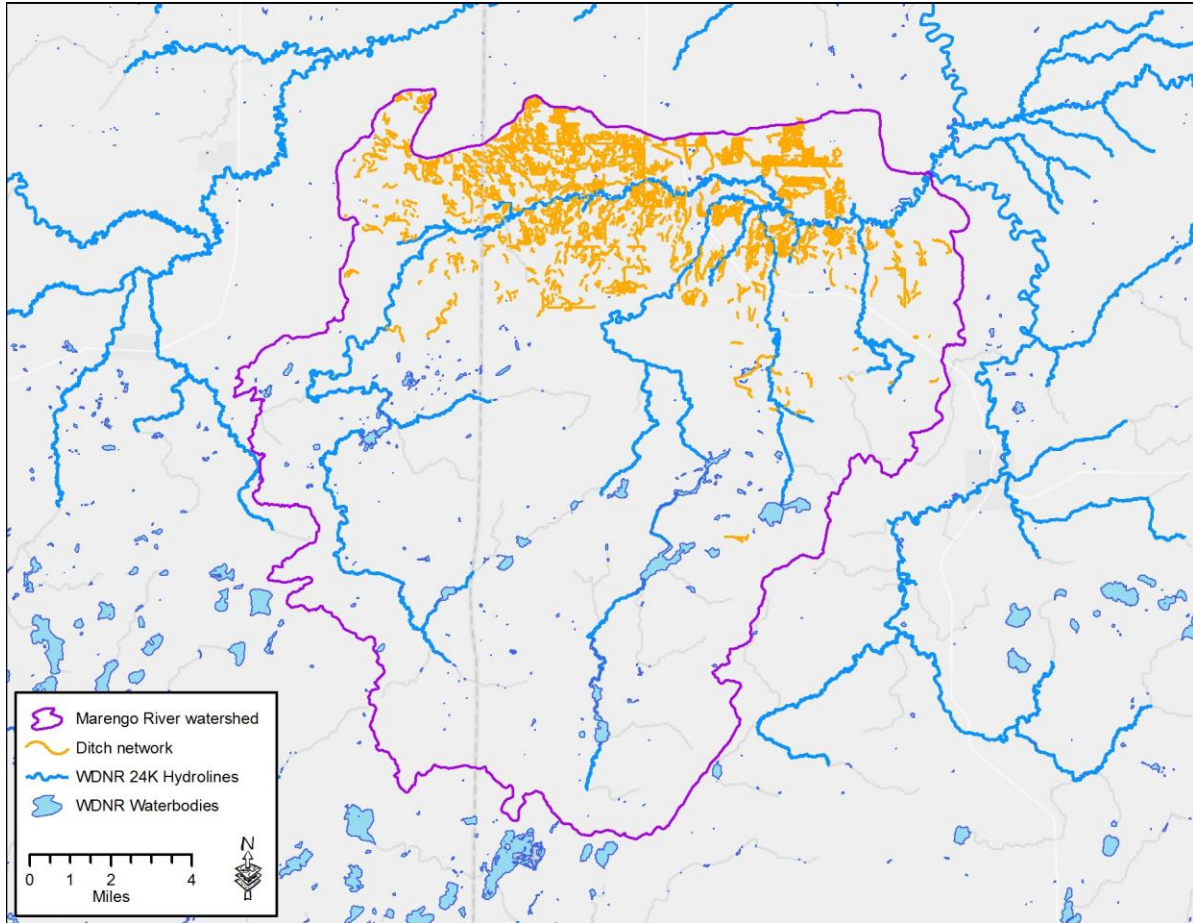 Marengo River watershed
Ditch network
WDNR 24K Hydrolines
WDNR Waterbodies
N
0 1 2 4
Miles